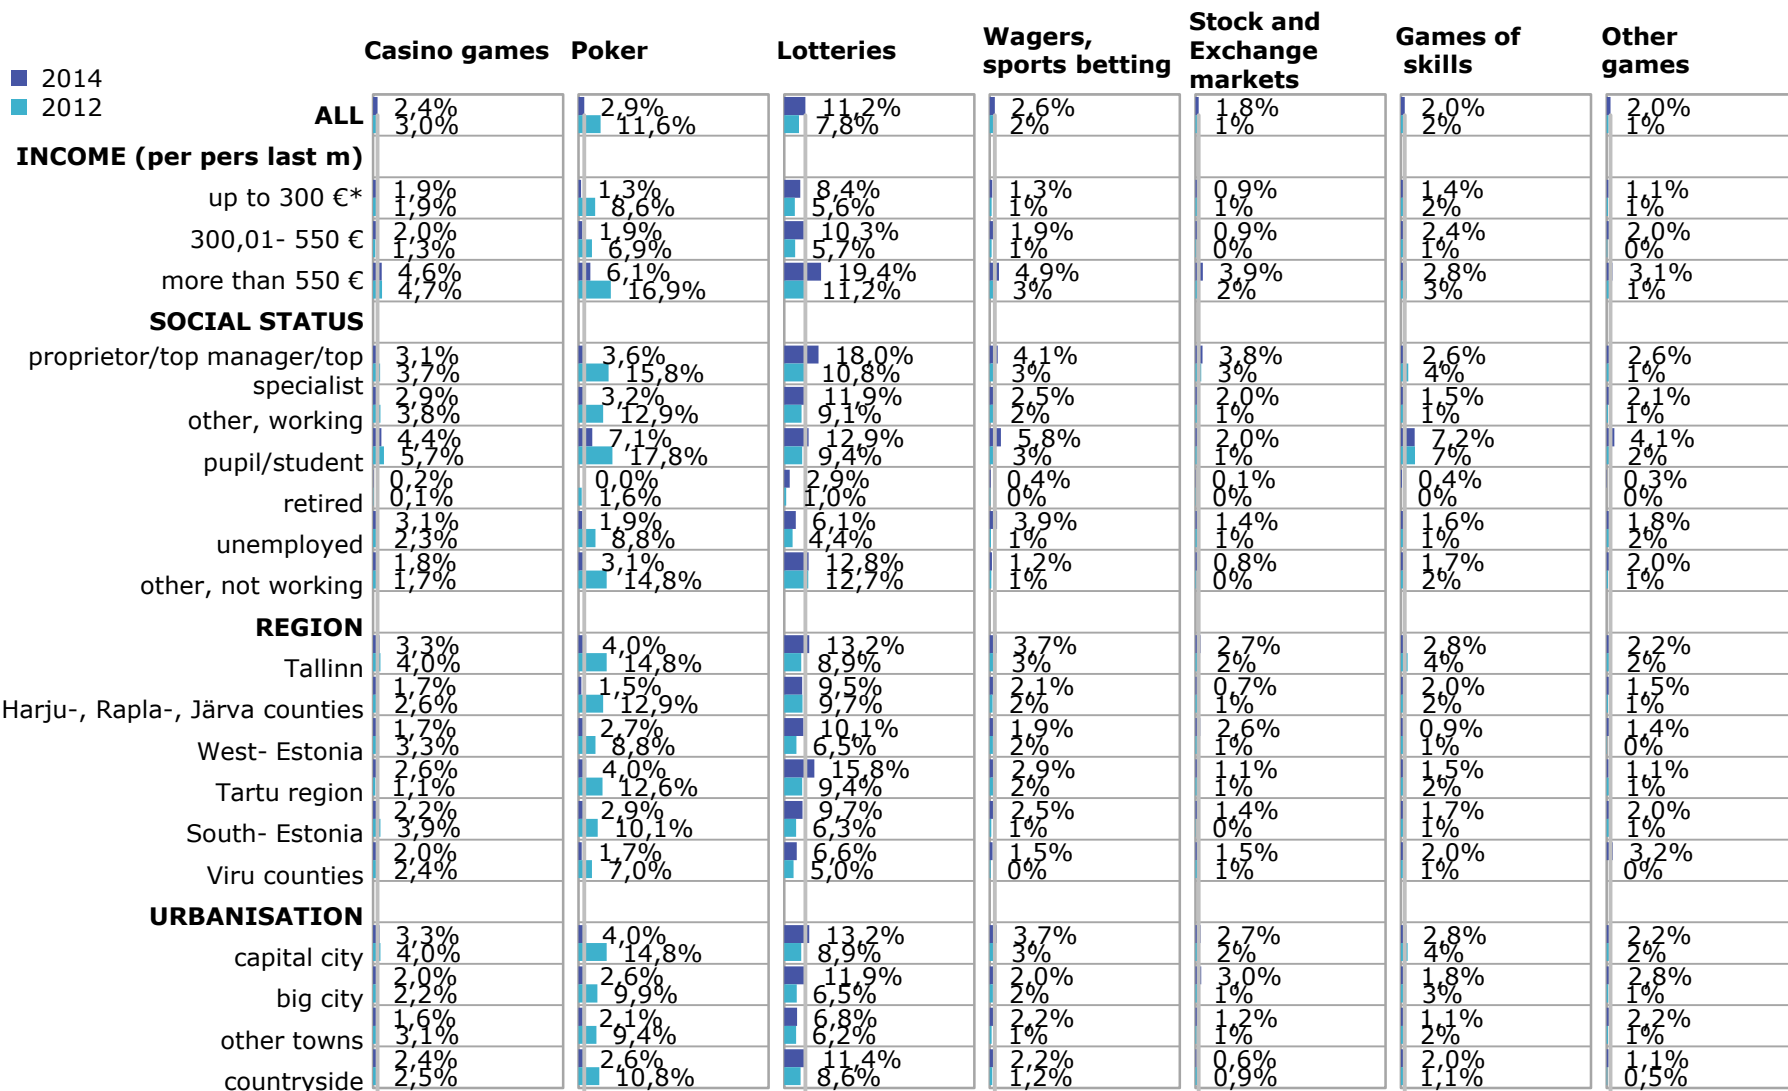 Casino games Poker Lotteries Wagers, sports betting Stock and Exchange markets Games of skills Other games
2014
2012
ALL 2,4% 2,9% 11,2% 2,6% 1,8% 2,0% 2,0%
3,0% 11,6% 7,8% 2% 1% 2% 1%
INCOME (per pers last m)
up to 300 €* 1,9% 1,3% 8,4% 1,3% 0,9% 1,4% 1,1%
1,9% 8,6% 5,6% 1% 1% 2% 1%
300,01- 550 € 2,0% 1,9% 10,3% 1,9% 0,9% 2,4% 2,0%
1,3% 6,9% 5,7% 1% 0% 1% 0%
more than 550 € 4,6% 6,1% 19,4% 4,9% 3,9% 2,8% 3,1%
4,7% 16,9% 11,2% 3% 2% 3% 1%
SOCIAL STATUS
proprietor/top manager/top 3,1% 3,6% 18,0% 4,1% 3,8% 2,6% 2,6%
specialist 3,7% 15,8% 10,8% 3% 3% 4% 1%
other, working 2,9% 3,2% 11,9% 2,5% 2,0% 1,5% 2,1%
3,8% 12,9% 9,1% 2% 1% 1% 1%
pupil/student 4,4% 7,1% 12,9% 5,8% 2,0% 7,2% 4,1%
5,7% 17,8% 9,4% 3% 1% 7% 2%
retired 0,2% 0,0% 2,9% 0,4% 0,1% 0,4% 0,3%
0,1% 1,6% 1,0% 0% 0% 0% 0%
unemployed 3,1% 1,9% 6,1% 3,9% 1,4% 1,6% 1,8%
2,3% 8,8% 4,4% 1% 1% 1% 2%
other, not working 1,8% 3,1% 12,8% 1,2% 0,8% 1,7% 2,0%
1,7% 14,8% 12,7% 1% 0% 2% 1%
REGION
Tallinn 3,3% 4,0% 13,2% 3,7% 2,7% 2,8% 2,2%
4,0% 14,8% 8,9% 3% 2% 4% 2%
Harju-, Rapla-, Järva counties 1,7% 1,5% 9,5% 2,1% 0,7% 2,0% 1,5%
2,6% 12,9% 9,7% 2% 1% 2% 1%
West- Estonia 1,7% 2,7% 10,1% 1,9% 2,6% 0,9% 1,4%
3,3% 8,8% 6,5% 2% 1% 1% 0%
Tartu region 2,6% 4,0% 15,8% 2,9% 1,1% 1,5% 1,1%
1,1% 12,6% 9,4% 2% 1% 2% 1%
South- Estonia 2,2% 2,9% 9,7% 2,5% 1,4% 1,7% 2,0%
3,9% 10,1% 6,3% 1% 0% 1% 1%
Viru counties 2,0% 1,7% 6,6% 1,5% 1,5% 2,0% 3,2%
2,4% 7,0% 5,0% 0% 1% 1% 0%
URBANISATION
capital city 3,3% 4,0% 13,2% 3,7% 2,7% 2,8% 2,2%
4,0% 14,8% 8,9% 3% 2% 4% 2%
big city 2,0% 2,6% 11,9% 2,0% 3,0% 1,8% 2,8%
2,2% 9,9% 6,5% 2% 1% 3% 1%
other towns 1,6% 2,1% 6,8% 2,2% 1,2% 1,1% 2,2%
3,1% 9,4% 6,2% 1% 1% 2% 1%
countryside 2,4% 2,6% 11,4% 2,2% 0,6% 2,0% 1,1%
2,5% 10,8% 8,6% 1,2% 0,9% 1,1% 0,5%